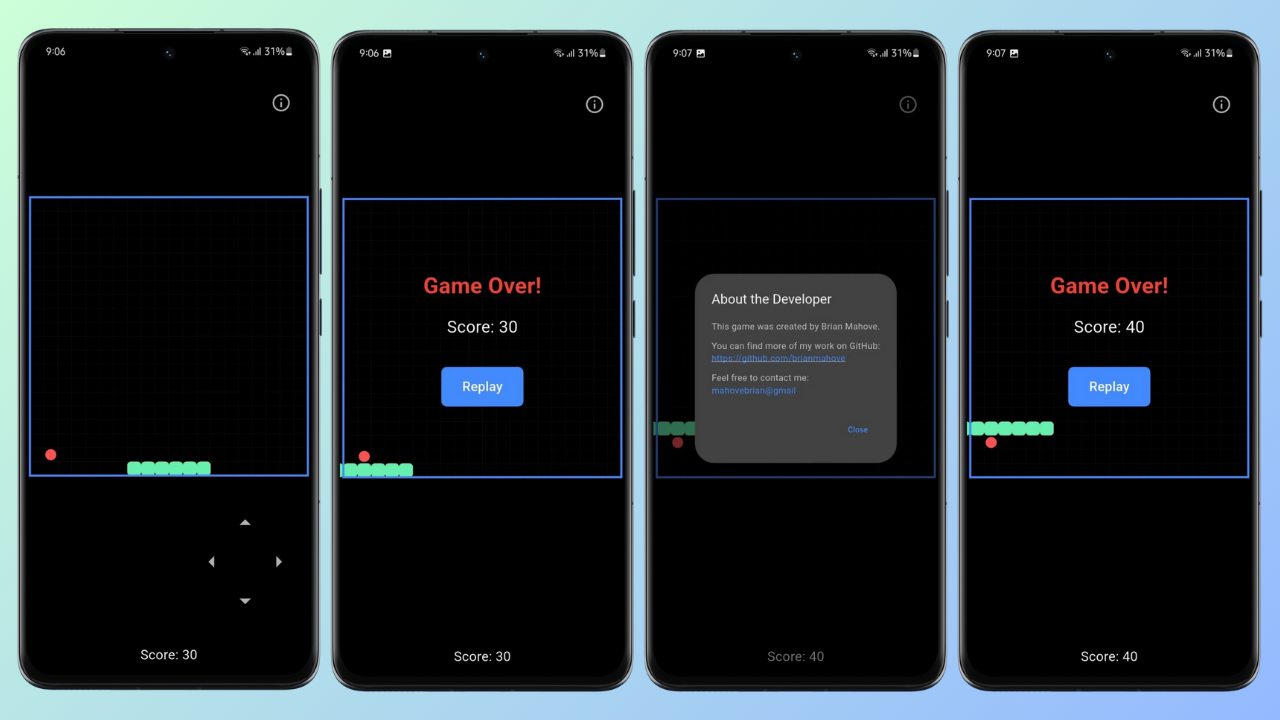 9:06
31%
Score: 30
9:06
31%
Game Over!
Score: 30
Replay
Score: 30
9:07
31%
About the Developer
This game was created by Brian Mahove.
You can find more of my work on GitHub:
https://github.com/brianmahove
Feel free to contact me:
mahovebrian@gmail
Close
Score: 40
9:07
31%
Game Over!
Score: 40
Replay
Score: 40